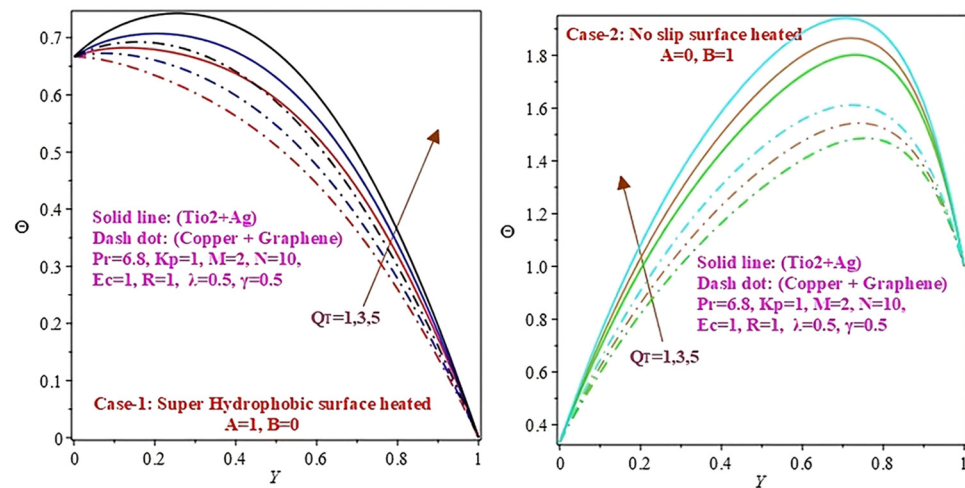 0.7
0.6
0.5
0.4
0.3
0.2
0.1
0
Θ
Solid line: (Tio2+Ag)
Dash dot: (Copper + Graphene)
Pr=6.8, Kp=1, M=2, N=10,
Ec=1, R=1, λ=0.5, γ=0.5
QT=1,3,5
Case-1: Super Hydrophobic surface heated
A=1, B=0
0 0.2 0.4 0.6 0.8 1
Y
Case-2: No slip surface heated
A=0, B=1
1.8
1.6
1.4
1.2
1.0
0.8
0.6
0.4
Θ
Solid line: (Tio2+Ag)
Dash dot: (Copper + Graphene)
Pr=6.8, Kp=1, M=2, N=10,
Ec=1, R=1, λ=0.5, γ=0.5
QT=1,3,5
0 0.2 0.4 0.6 0.8 1
Y